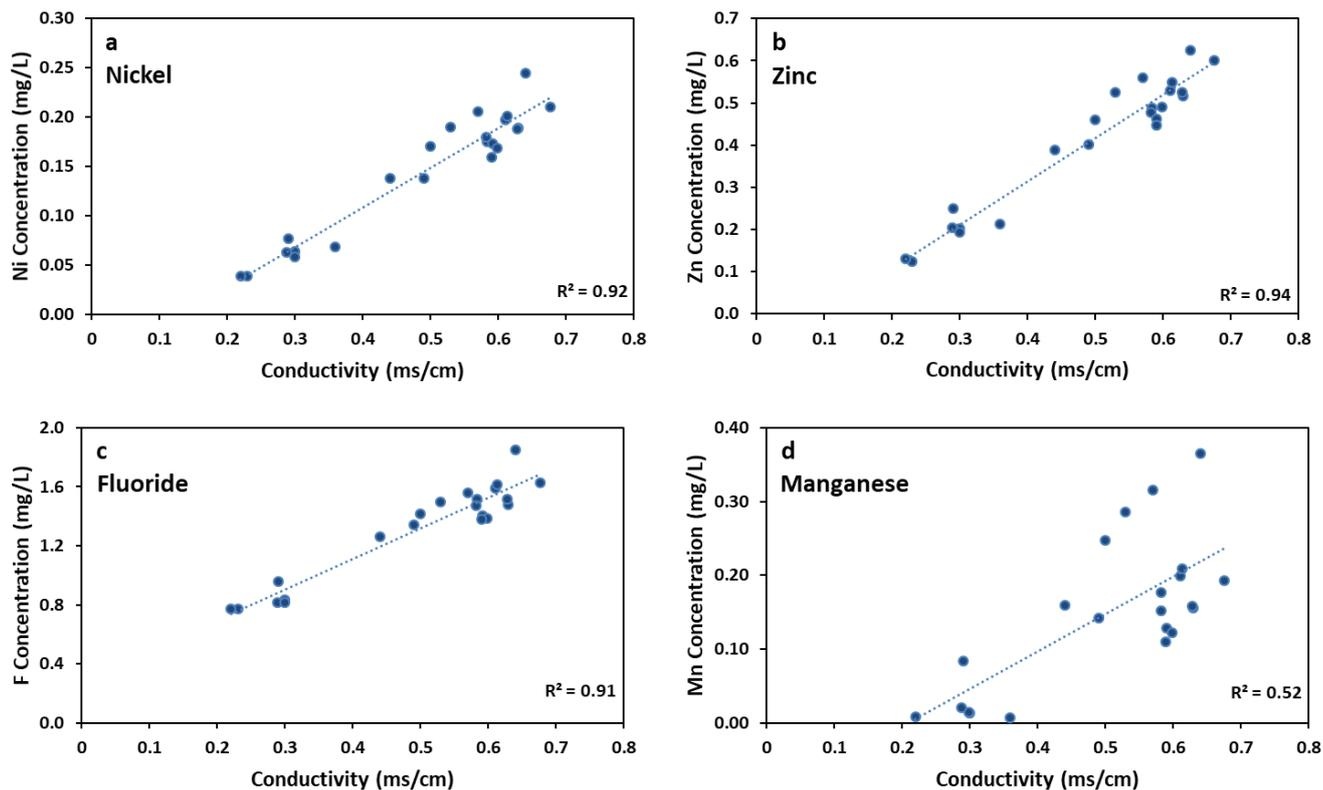 a
Nickel
Ni Concentration (mg/L)
0.30
0.25
0.20
0.15
0.10
0.05
0.00
R² = 0.92
0 0.1 0.2 0.3 0.4 0.5 0.6 0.7 0.8
Conductivity (ms/cm)
b
Zinc
Zn Concentration (mg/L)
0.7
0.6
0.5
0.4
0.3
0.2
0.1
0.0
R² = 0.94
0 0.1 0.2 0.3 0.4 0.5 0.6 0.7 0.8
Conductivity (ms/cm)
c
Fluoride
F Concentration (mg/L)
2.0
1.6
1.2
0.8
0.4
0.0
R² = 0.91
0 0.1 0.2 0.3 0.4 0.5 0.6 0.7 0.8
Conductivity (ms/cm)
d
Manganese
Mn Concentration (mg/L)
0.40
0.30
0.20
0.10
0.00
R² = 0.52
0 0.1 0.2 0.3 0.4 0.5 0.6 0.7 0.8
Conductivity (ms/cm)